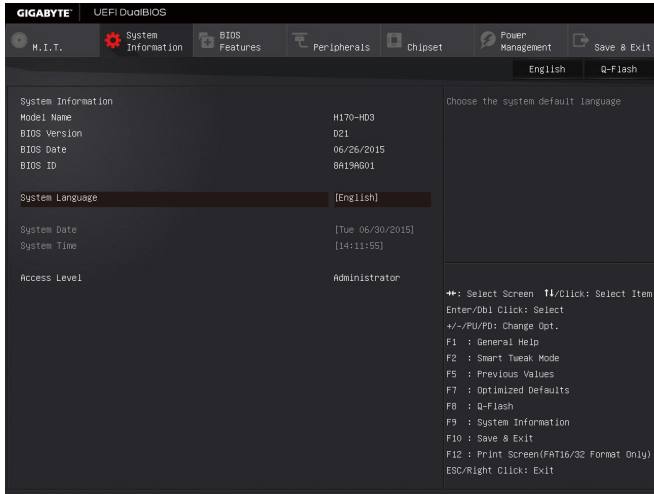 GIGABYTE™ UEFI DualBIOS
M.I.T. System Information BIOS Features Peripherals Chipset Power Management Save & Exit
English Q-Flash
System Information
Model Name H170-HD3
BIOS Version D21
BIOS Date 06/26/2015
BIOS ID 8A19AG01
System Language [English]
System Date [Tue 06/30/2015]
System Time [14:11:55]
Access Level Administrator
Choose the system default language
→←: Select Screen ↑↓/Click: Select Item
Enter/Dbl Click: Select
+/-/PU/PD: Change Opt.
F1 : General Help
F2 : Smart Tweak Mode
F5 : Previous Values
F7 : Optimized Defaults
F8 : Q-Flash
F9 : System Information
F10 : Save & Exit
F12 : Print Screen(FAT16/32 Format Only)
ESC/Right Click: Exit